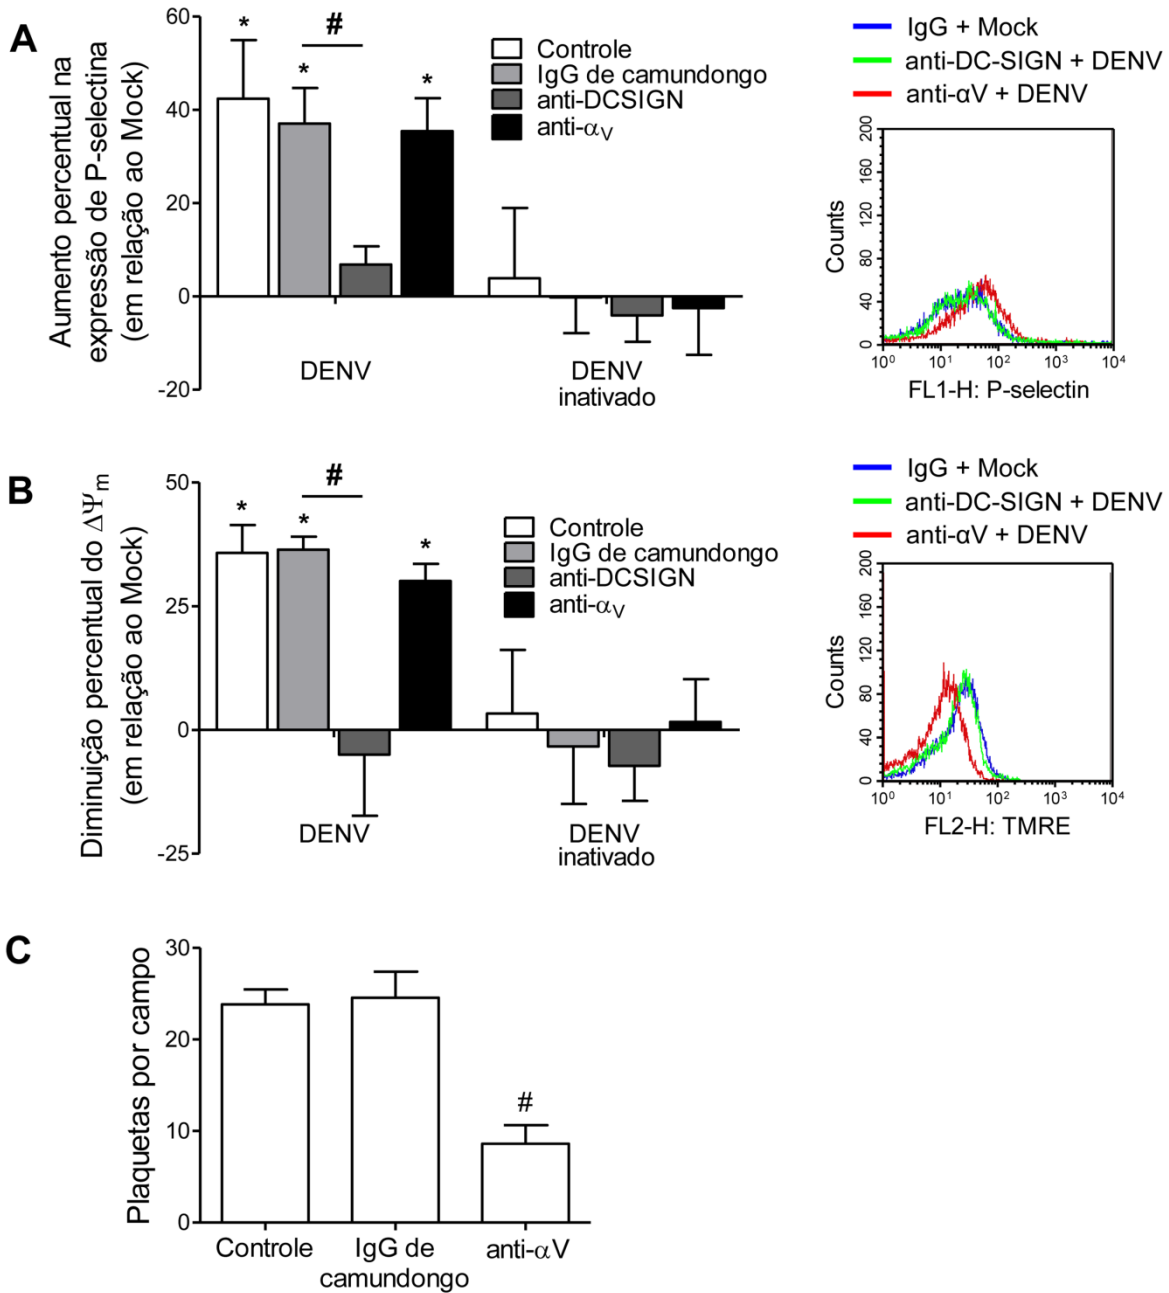 A
Aumento percentual na
expressão de P-selectina
(em relação ao Mock)
60
40
20
0
-20
*
#
*
*
Controle
IgG de camundongo
anti-DCSIGN
anti-αV
DENV
DENV
inativado
IgG + Mock
anti-DC-SIGN + DENV
anti-αV + DENV
Counts
200
160
120
80
40
0
10⁰ 10¹ 10² 10³ 10⁴
FL1-H: P-selectin
B
Diminuição percentual do ΔΨm
(em relação ao Mock)
50
25
0
-25
*
#
*
*
Controle
IgG de camundongo
anti-DCSIGN
anti-αV
DENV
DENV
inativado
IgG + Mock
anti-DC-SIGN + DENV
anti-αV + DENV
Counts
200
160
120
80
40
0
10⁰ 10¹ 10² 10³ 10⁴
FL2-H: TMRE
C
Plaquetas por campo
30
20
10
0
#
Controle
IgG de
camundongo
anti-αV